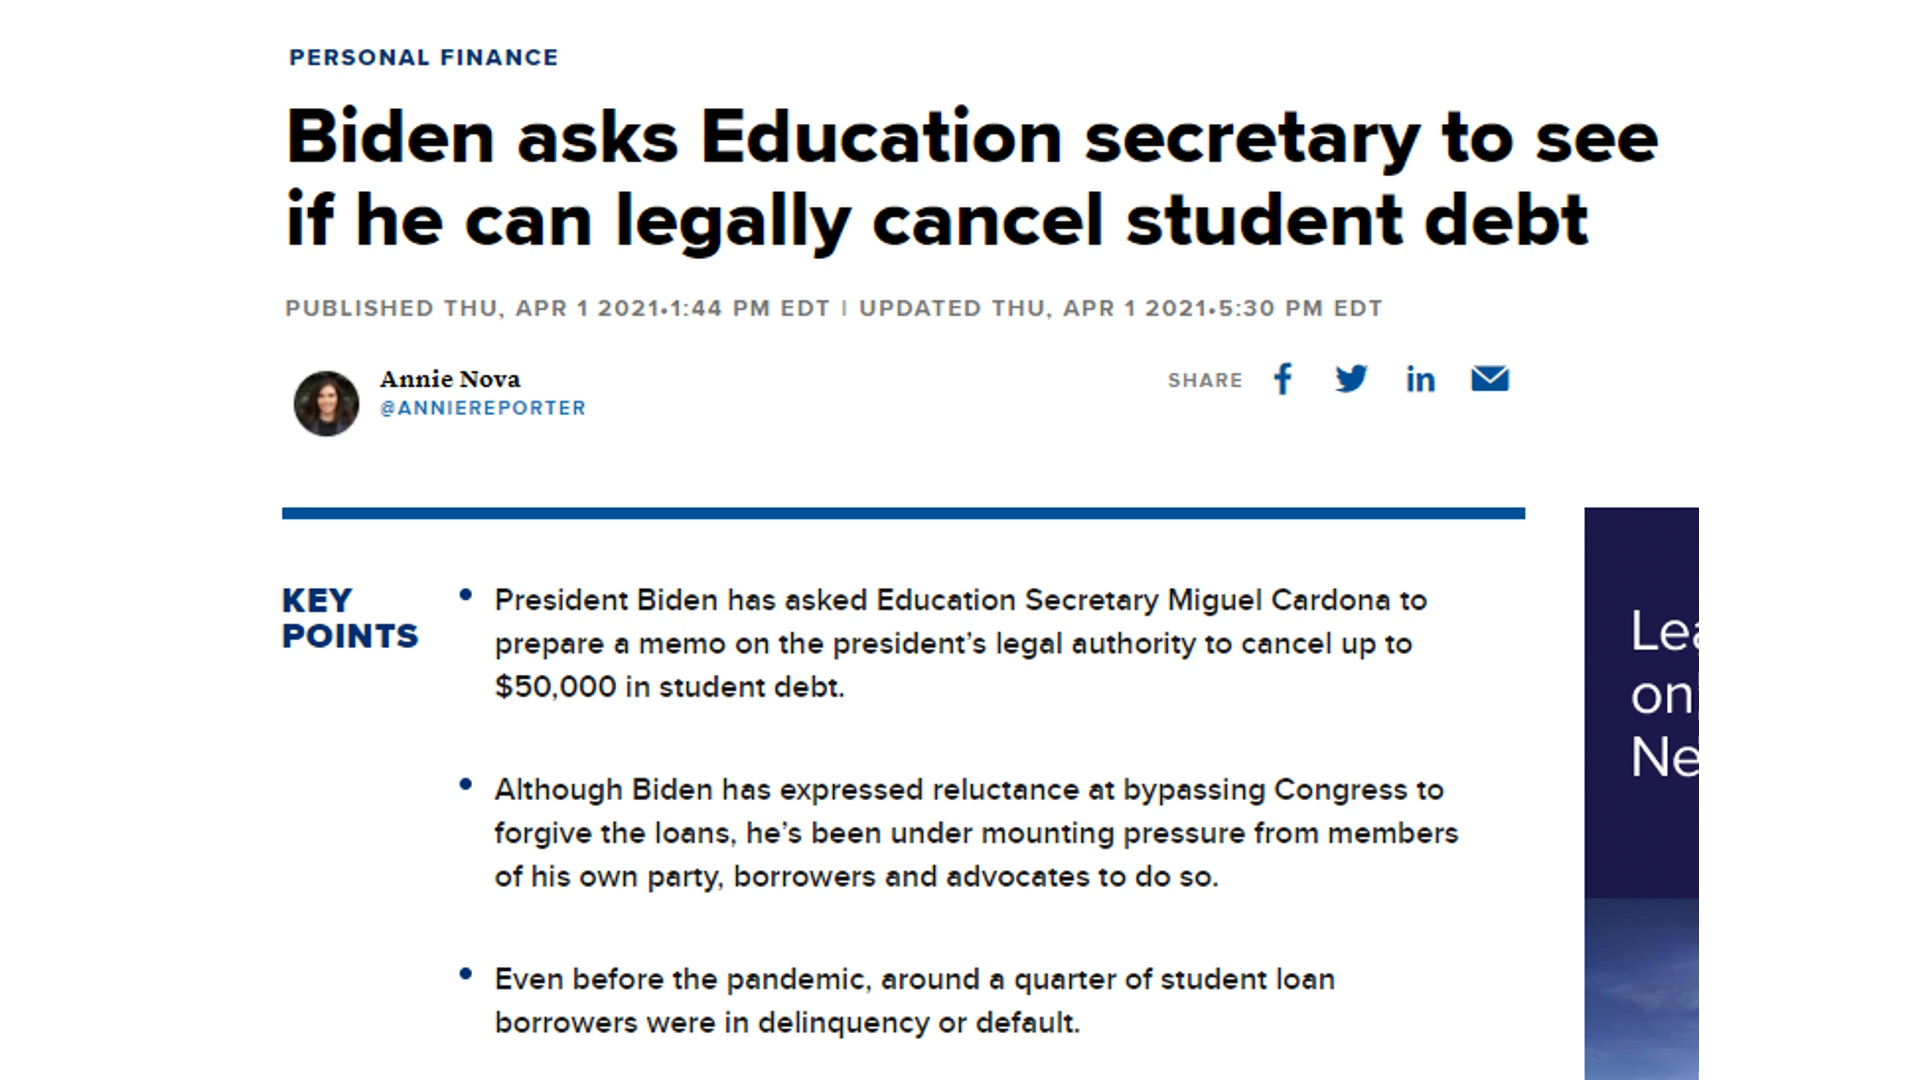 PERSONAL FINANCE
Biden asks Education secretary to see
if he can legally cancel student debt
PUBLISHED THU, APR 1 2021•1:44 PM EDT | UPDATED THU, APR 1 2021•5:30 PM EDT
Annie Nova
@ANNIEREPORTER
SHARE
KEY
POINTS
• President Biden has asked Education Secretary Miguel Cardona to
prepare a memo on the president’s legal authority to cancel up to
$50,000 in student debt.
• Although Biden has expressed reluctance at bypassing Congress to
forgive the loans, he’s been under mounting pressure from members
of his own party, borrowers and advocates to do so.
• Even before the pandemic, around a quarter of student loan
borrowers were in delinquency or default.